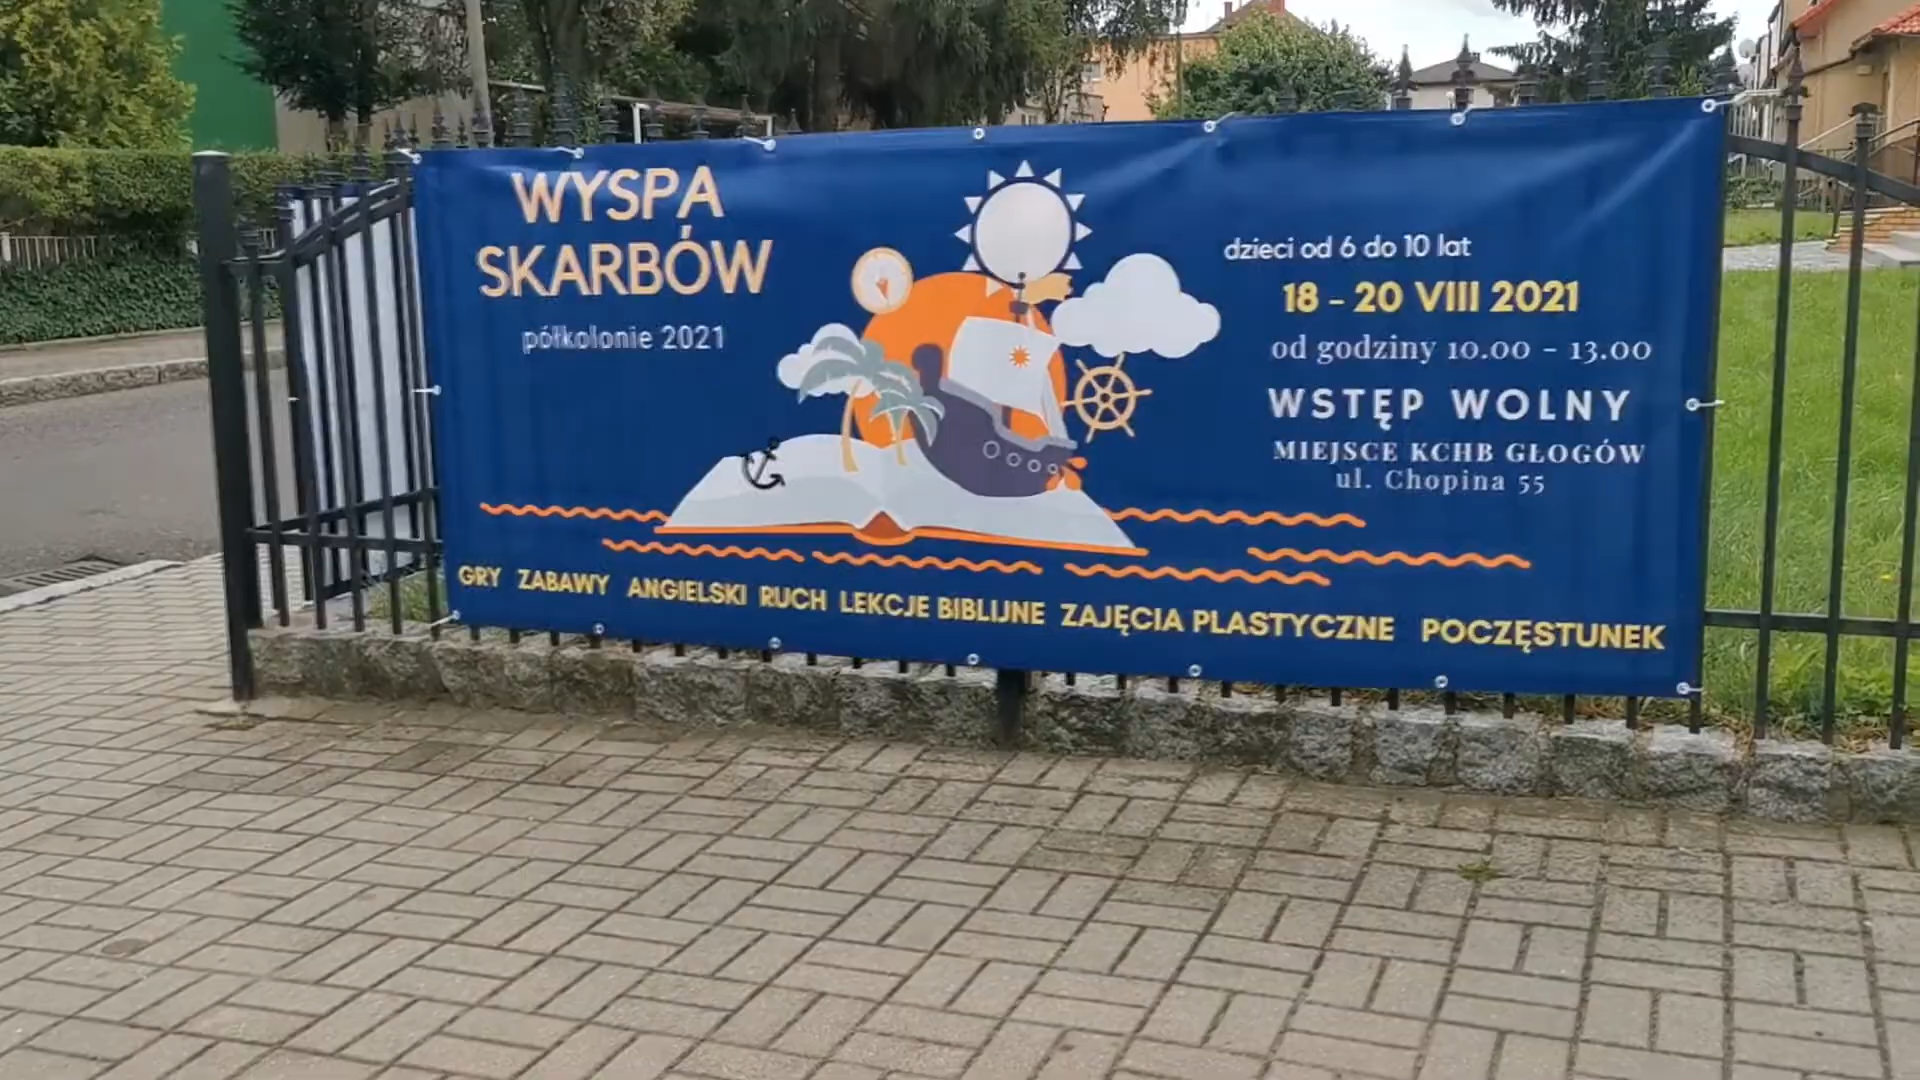 WYSPA
SKARBÓW
półkolonie 2021
dzieci od 6 do 10 lat
18 - 20 VIII 2021
od godziny 10.00 - 13.00
WSTĘP WOLNY
MIEJSCE KCHB GŁOGÓW
ul. Chopina 55
GRY ZABAWY ANGIELSKI RUCH LEKCJE BIBLIJNE ZAJĘCIA PLASTYCZNE POCZĘSTUNEK